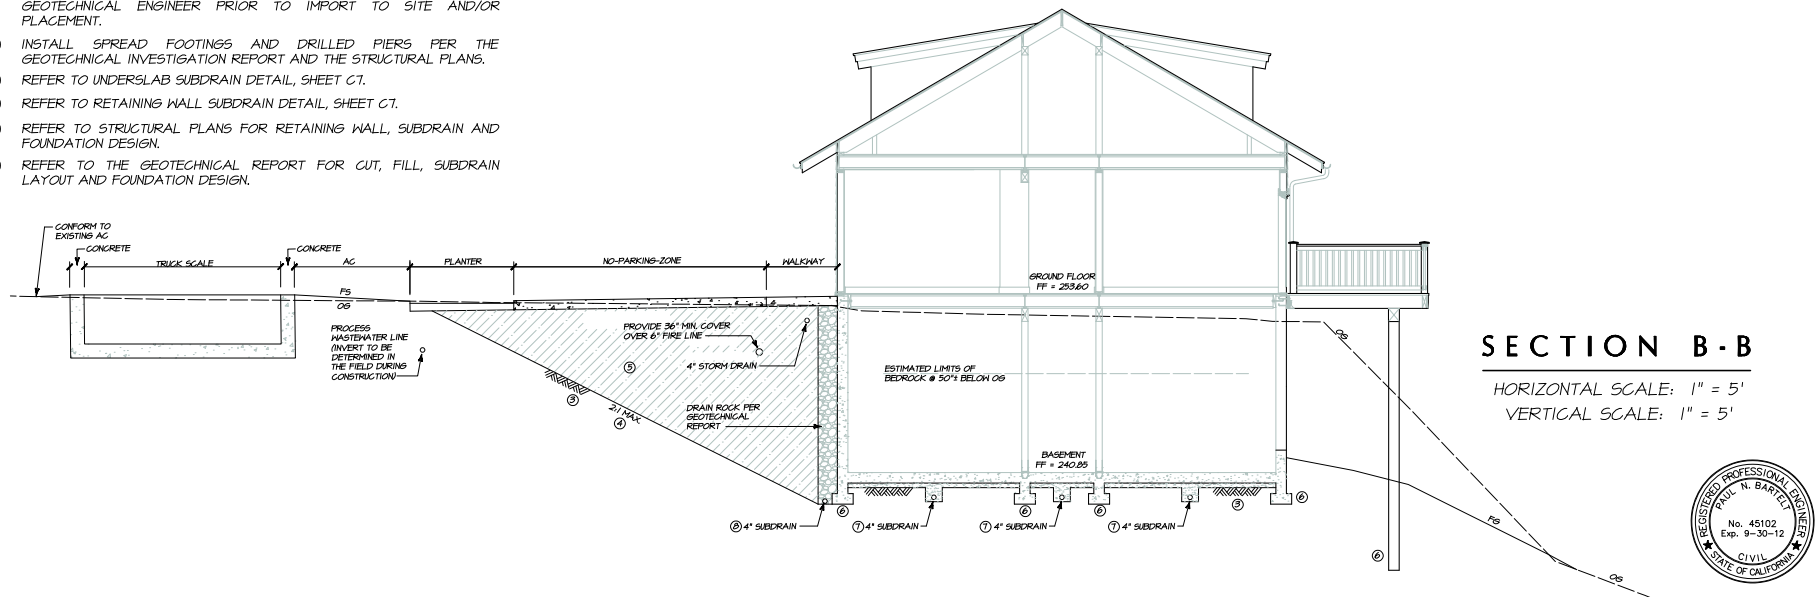 GEOTECHNICAL ENGINEER PRIOR TO IMPORT TO SITE AND/OR
PLACEMENT.
INSTALL SPREAD FOOTINGS AND DRILLED PIERS PER THE
GEOTECHNICAL INVESTIGATION REPORT AND THE STRUCTURAL PLANS.
REFER TO UNDERSLAB SUBDRAIN DETAIL, SHEET C7.
REFER TO RETAINING WALL SUBDRAIN DETAIL, SHEET C7.
REFER TO STRUCTURAL PLANS FOR RETAINING WALL, SUBDRAIN AND
FOUNDATION DESIGN.
REFER TO THE GEOTECHNICAL REPORT FOR CUT, FILL, SUBDRAIN
LAYOUT AND FOUNDATION DESIGN.
CONFORM TO
EXISTING AC
CONCRETE
CONCRETE
TRUCK SCALE
AC
PLANTER
NO-PARKING-ZONE
WALKWAY
FS
OG
PROCESS
WASTEWATER LINE
(INVERT TO BE
DETERMINED IN
THE FIELD DURING
CONSTRUCTION)
PROVIDE 36" MIN. COVER
OVER 6" FIRE LINE
4" STORM DRAIN
5
3
2:1 MAX.
4
DRAIN ROCK PER
GEOTECHNICAL
REPORT
GROUND FLOOR
FF = 253.60
ESTIMATED LIMITS OF
BEDROCK @ 50"± BELOW OG
BASEMENT
FF = 240.85
8 4" SUBDRAIN
6
7 4" SUBDRAIN
6
7 4" SUBDRAIN
6
7 4" SUBDRAIN
3
6
6
OG
FG
OG
SECTION B-B
HORIZONTAL SCALE: 1" = 5'
VERTICAL SCALE: 1" = 5'
REGISTERED PROFESSIONAL ENGINEER
PAUL N. BARTELT
No. 45102
Exp. 9-30-12
CIVIL
STATE OF CALIFORNIA